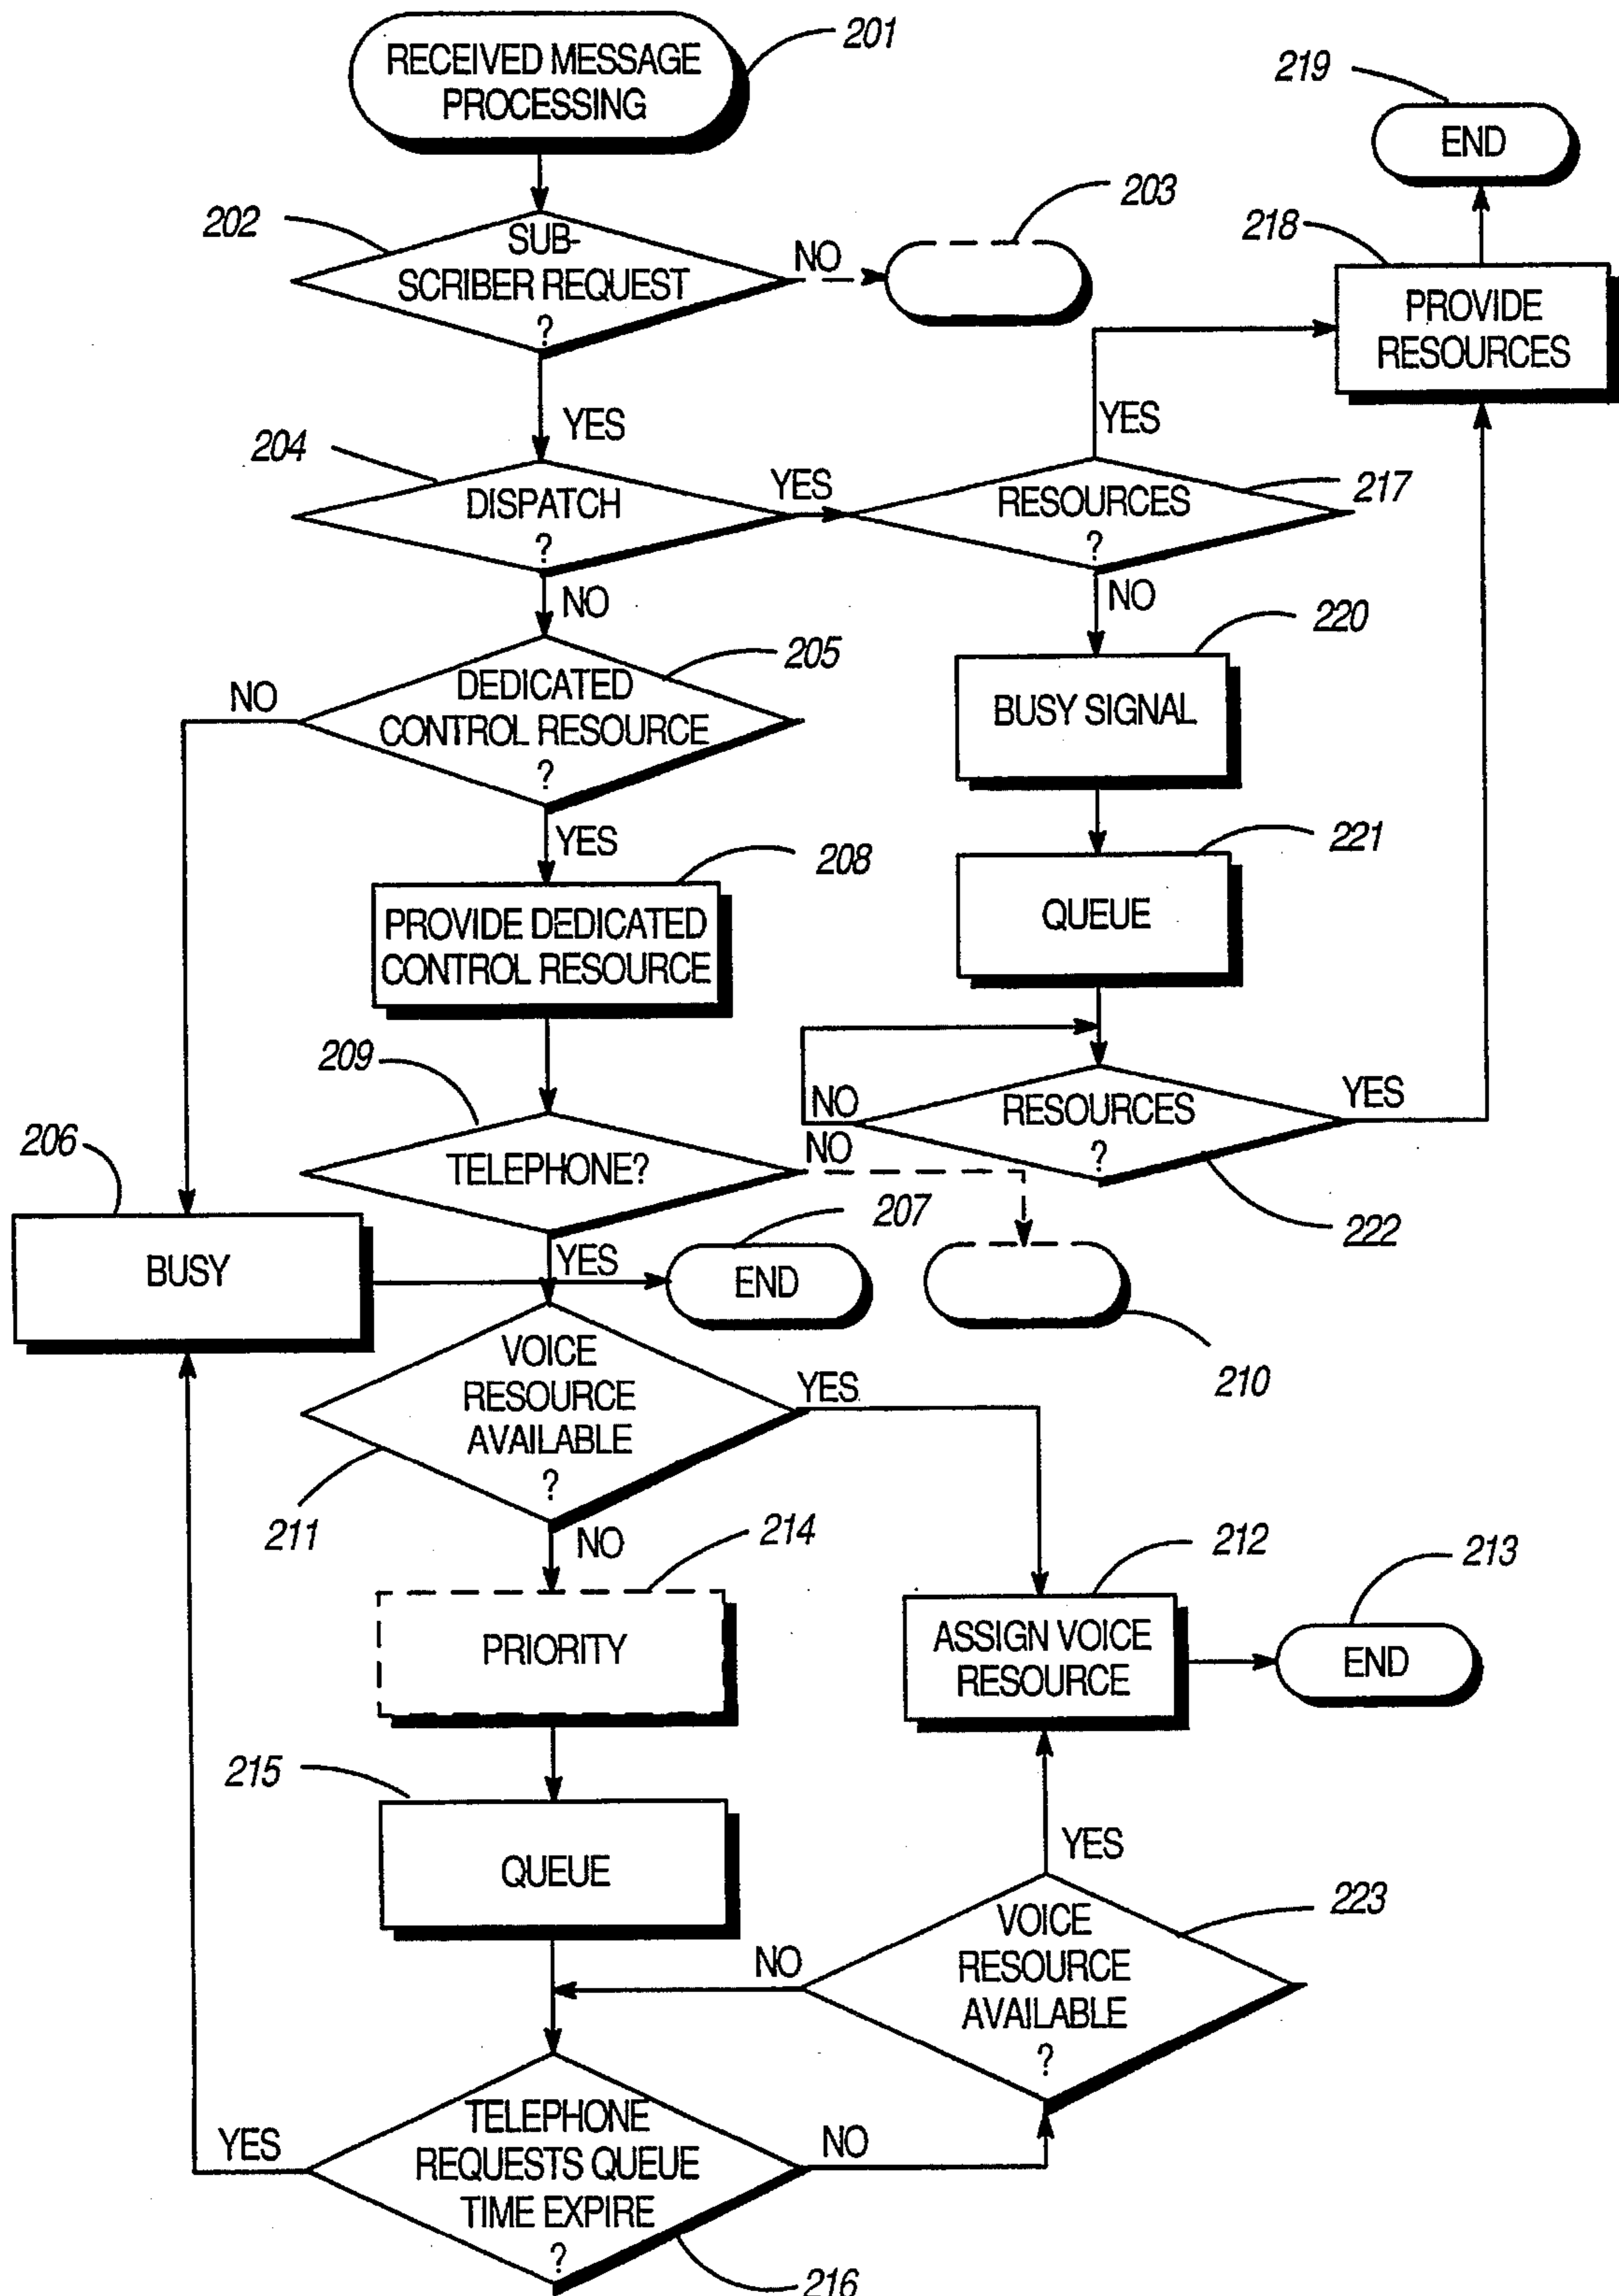 RECEIVED MESSAGE
PROCESSING
201
219
END
202
SUB-
SCRIBER REQUEST
?
NO
203
218
PROVIDE
RESOURCES
YES
YES
204
DISPATCH
?
YES
RESOURCES
?
217
NO
NO
205
DEDICATED
CONTROL RESOURCE
?
NO
220
BUSY SIGNAL
YES
208
PROVIDE DEDICATED
CONTROL RESOURCE
221
QUEUE
209
TELEPHONE?
NO
NO
RESOURCES
?
YES
222
206
BUSY
YES
207
END
210
VOICE
RESOURCE
AVAILABLE
?
YES
211
NO
214
PRIORITY
212
ASSIGN VOICE
RESOURCE
213
END
215
QUEUE
YES
223
VOICE
RESOURCE
AVAILABLE
?
NO
TELEPHONE
REQUESTS QUEUE
TIME EXPIRE
?
YES
NO
216